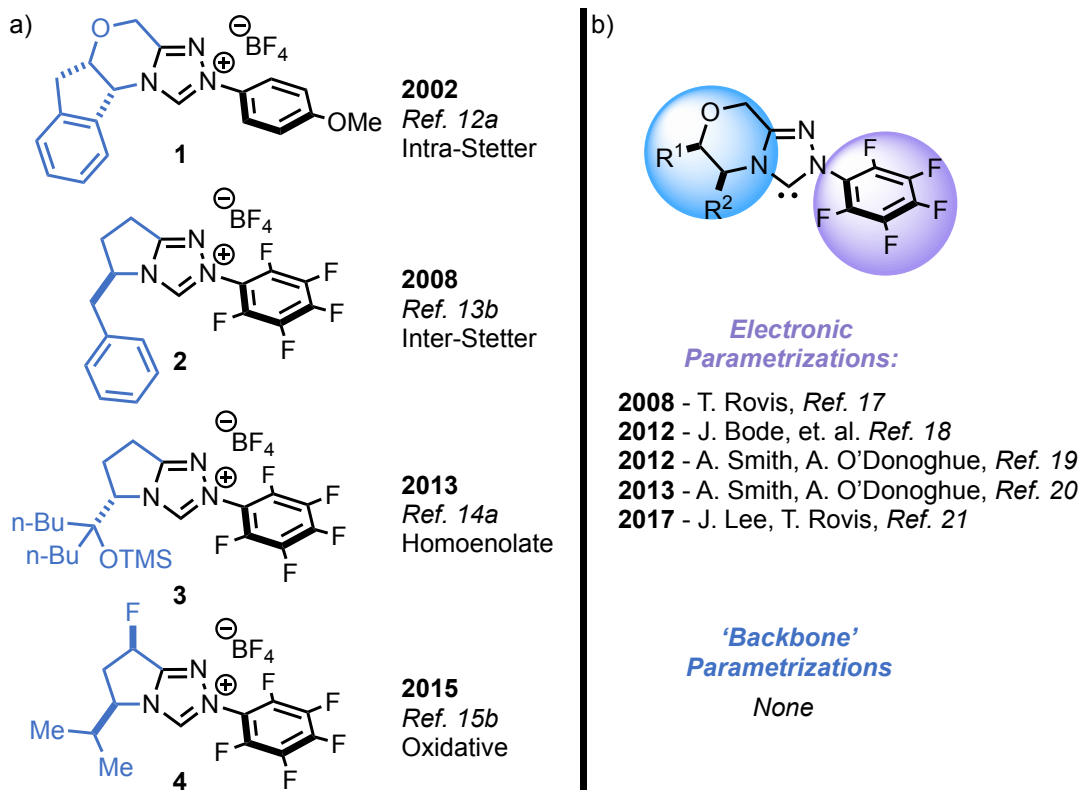 a)
O
N
N
N
⊕
⊖
BF4
OMe
1
2002
Ref. 12a
Intra-Stetter
N
N
N
⊕
⊖
BF4
F
F
F
F
F
2
2008
Ref. 13b
Inter-Stetter
N
N
N
⊕
⊖
BF4
F
F
F
F
F
n-Bu
n-Bu
OTMS
3
2013
Ref. 14a
Homoenolate
F
N
N
N
⊕
⊖
BF4
F
F
F
F
F
Me
Me
4
2015
Ref. 15b
Oxidative
b)
O
N
N
N
R1
R2
F
F
F
F
F
Electronic
Parametrizations:
2008 - T. Rovis, Ref. 17
2012 - J. Bode, et. al. Ref. 18
2012 - A. Smith, A. O'Donoghue, Ref. 19
2013 - A. Smith, A. O'Donoghue, Ref. 20
2017 - J. Lee, T. Rovis, Ref. 21
‘Backbone’
Parametrizations
None